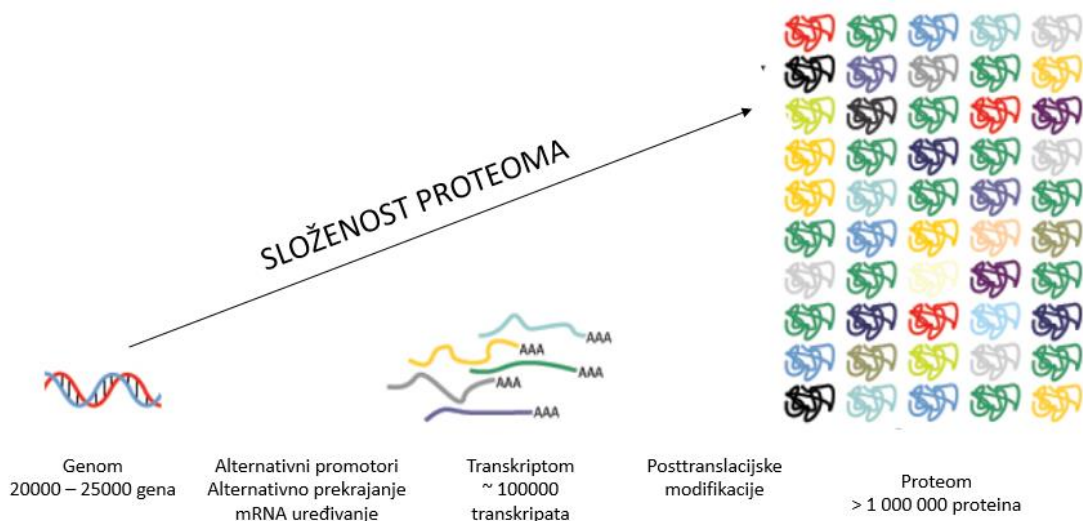 SLOŽENOST PROTEOMA
AAA
AAA
AAA
AAA
AAA
Genom
20000 – 25000 gena
Alternativni promotori
Alternativno prekrajanje
mRNA uređivanje
Transkriptom
~ 100000
transkripata
Posttranslacijske
modifikacije
Proteom
> 1 000 000 proteina